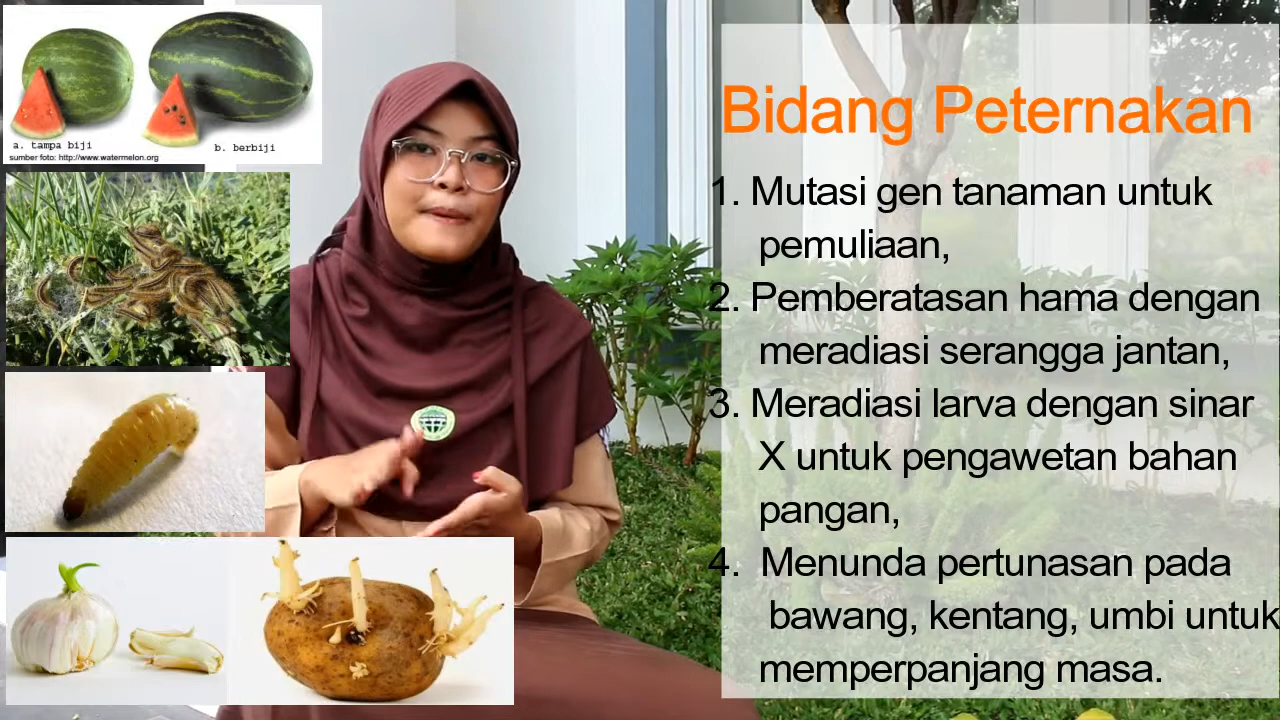 a. tampa biji
b. berbiji
sumber foto: http://www.watermelon.org
Bidang Peternakan
1. Mutasi gen tanaman untuk
pemuliaan,
2. Pemberatasan hama dengan
meradiasi serangga jantan,
3. Meradiasi larva dengan sinar
X untuk pengawetan bahan
pangan,
4. Menunda pertunasan pada
bawang, kentang, umbi untuk
memperpanjang masa.